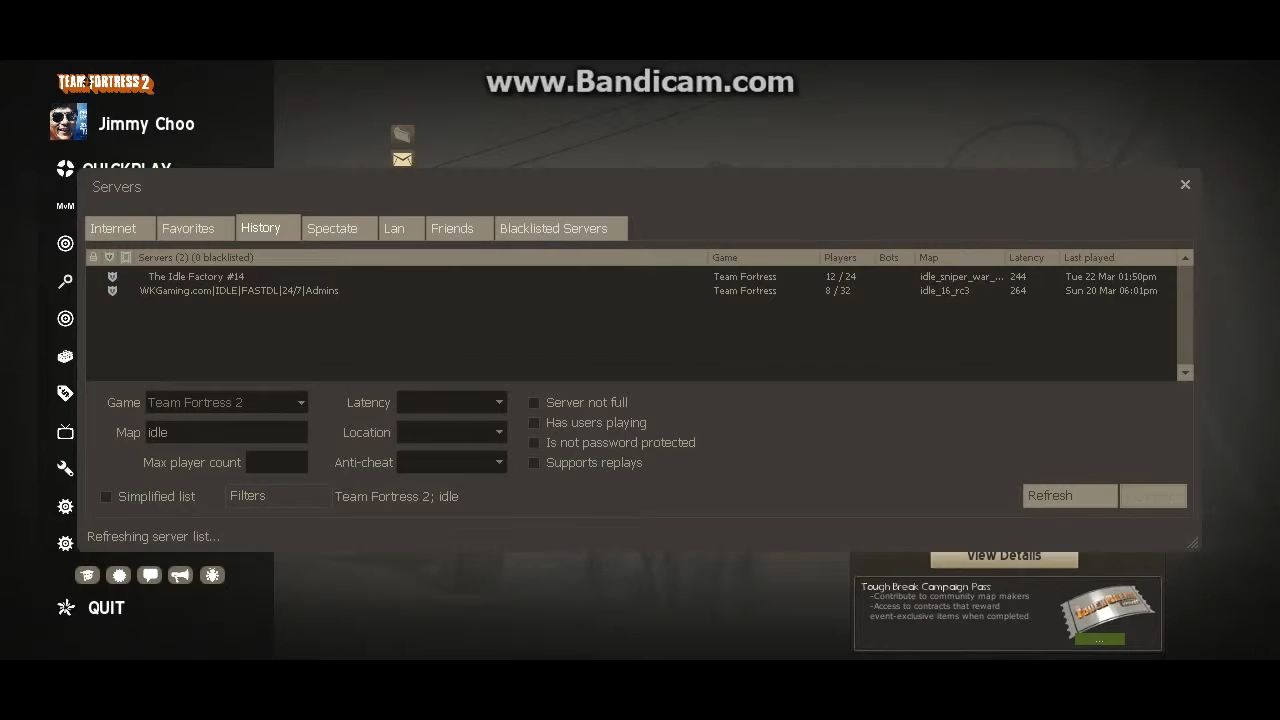 www.Bandicam.com
TEAM FORTRESS 2
Jimmy Choo
QUICKPLAY
MvM
Servers
Internet Favorites History Spectate Lan Friends Blacklisted Servers
Servers (2) (0 blacklisted) Game Players Bots Map Latency Last played
The Idle Factory #14 Team Fortress 12 / 24 idle_sniper_war_... 244 Tue 22 Mar 01:50pm
WKGaming.com|IDLE|FASTDL|24/7|Admins Team Fortress 8 / 32 idle_16_rc3 264 Sun 20 Mar 06:01pm
Game Team Fortress 2 Latency Server not full
Has users playing
Map idle Location Is not password protected
Max player count Anti-cheat Supports replays
Simplified list Filters Team Fortress 2; idle Refresh
Refreshing server list...
View Details
Tough Break Campaign Pass
-Contribute to community map makers
-Access to contracts that reward
event-exclusive items when completed.
...
QUIT